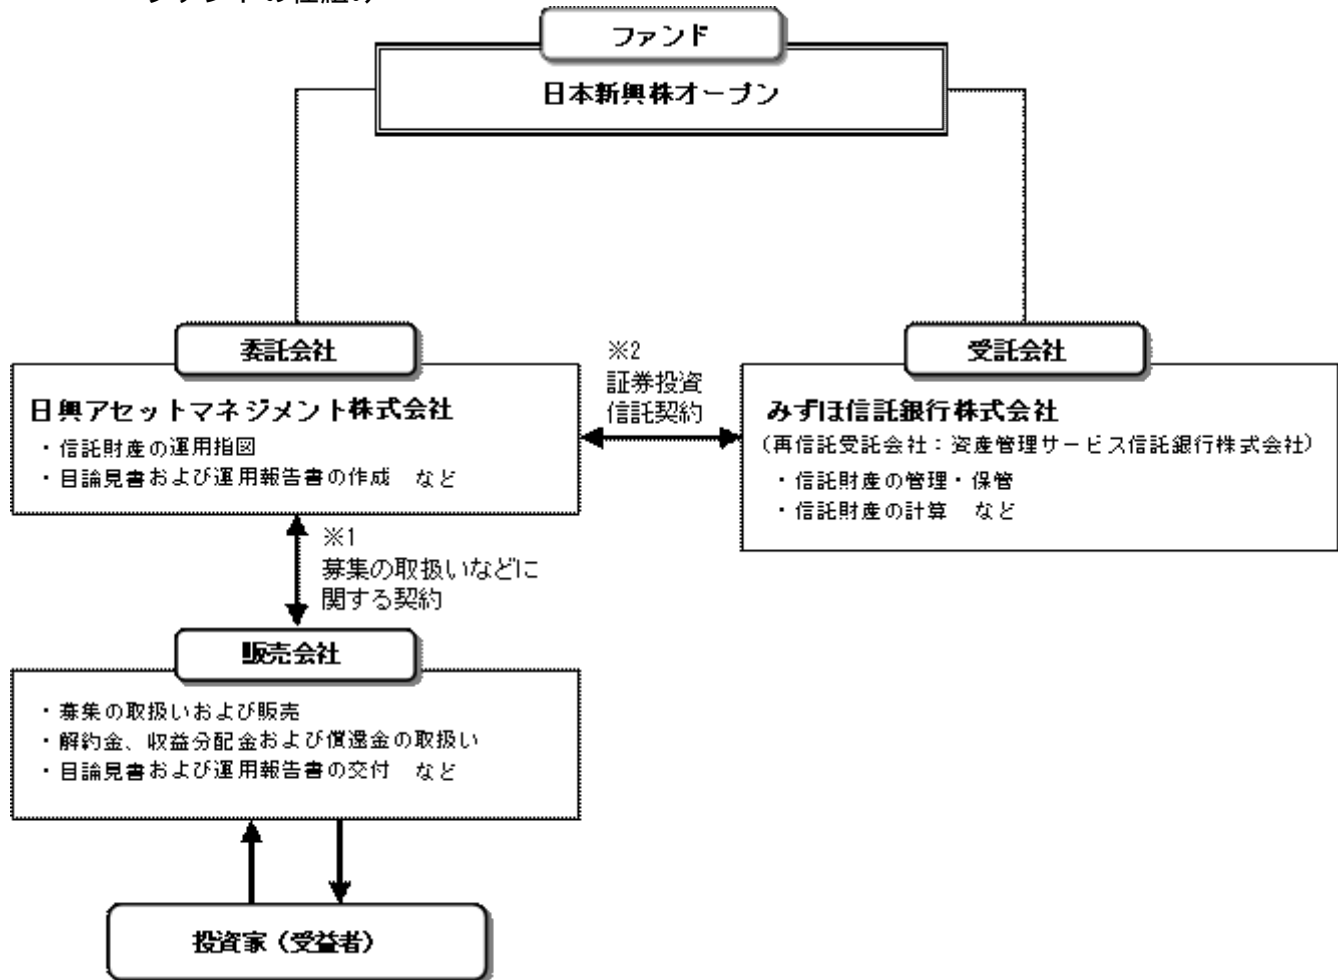 ファンドの仕組み
ファンド
日本新興株オープン
委託会社
日興アセットマネジメント株式会社
・信託財産の運用指図
・目論見書および運用報告書の作成 など
※2
証券投資
信託契約
受託会社
みずほ信託銀行株式会社
(再信託受託会社:資産管理サービス信託銀行株式会社)
・信託財産の管理・保管
・信託財産の計算 など
※1
募集の取扱いなどに
関する契約
販売会社
・募集の取扱いおよび販売
・解約金、収益分配金および償還金の取扱い
・目論見書および運用報告書の交付 など
投資家(受益者)